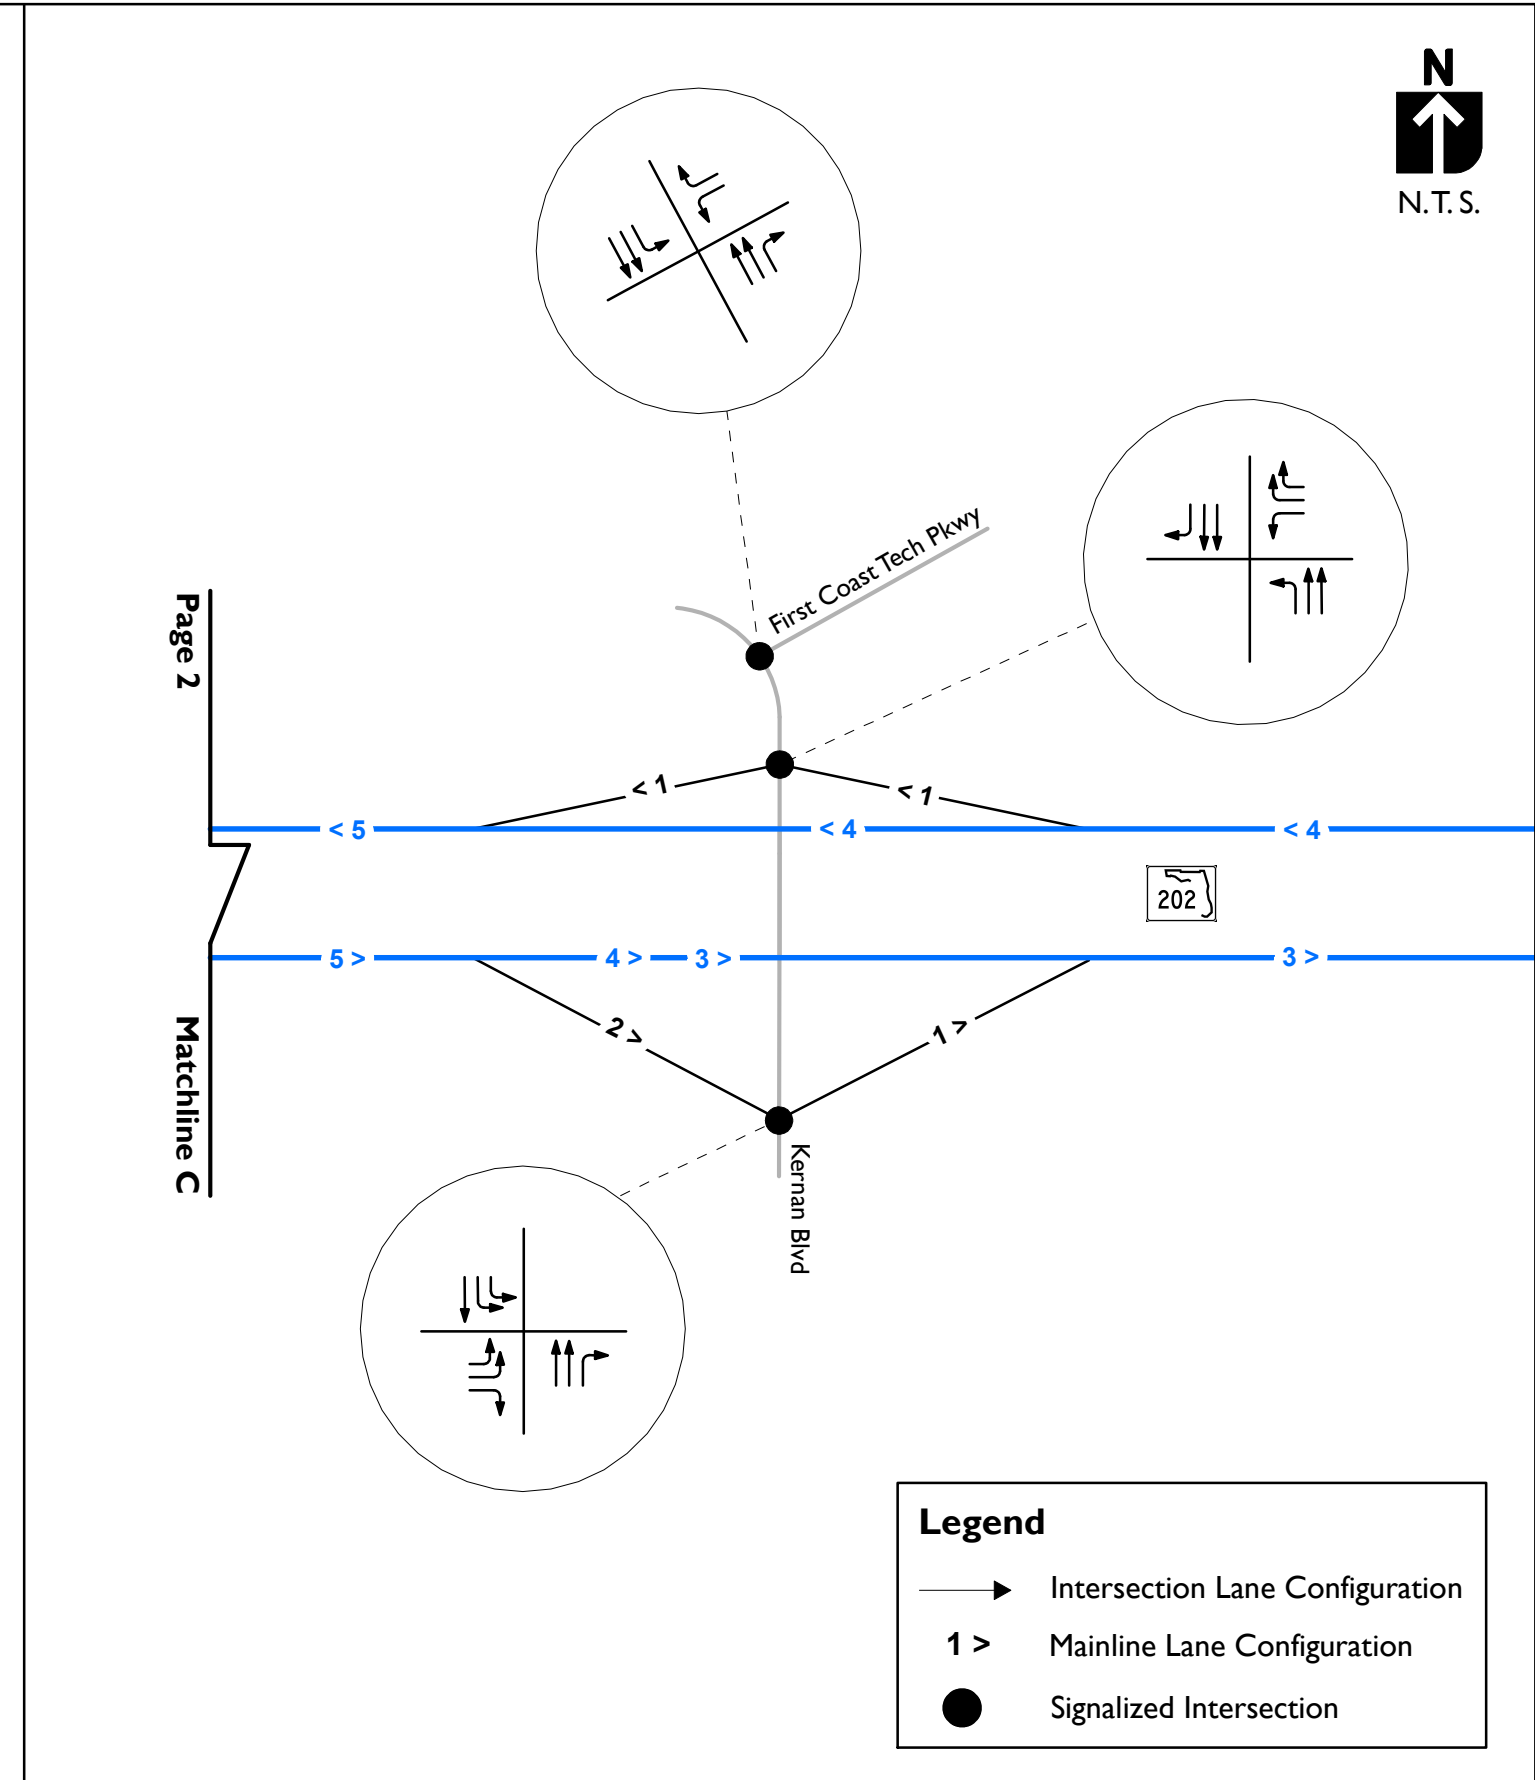 N
N.T.S.
First Coast Tech Pkwy
Page 2
< 1
< 1
< 5
< 4
< 4
202
5 >
4 >
3 >
3 >
2 >
1 >
Matchline C
Kernan Blvd
Legend
Intersection Lane Configuration
1 >
Mainline Lane Configuration
Signalized Intersection